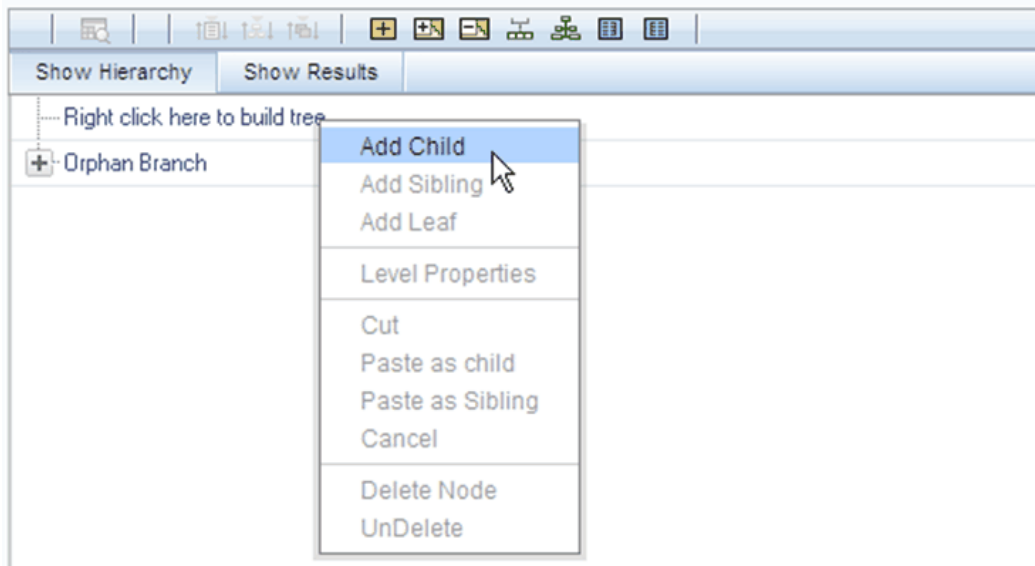 Show Hierarchy Show Results
Right click here to build tree
Orphan Branch
Add Child
Add Sibling
Add Leaf
Level Properties
Cut
Paste as child
Paste as Sibling
Cancel
Delete Node
UnDelete